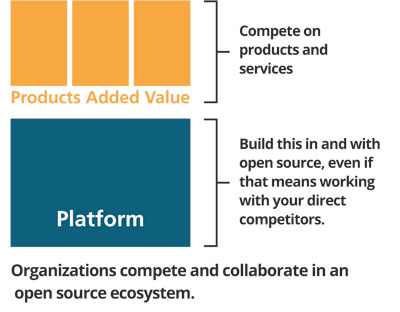 Compete on
products and
services
Products Added Value
Build this in and with
open source, even if
that means working
with your direct
competitors.
Platform
Organizations compete and collaborate in an
open source ecosystem.